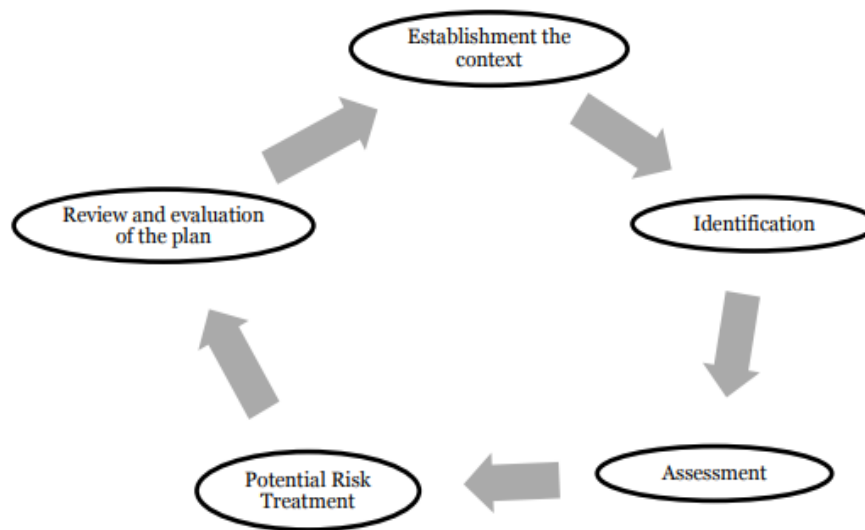 Establishment the
context
Identification
Assessment
Potential Risk
Treatment
Review and evaluation
of the plan